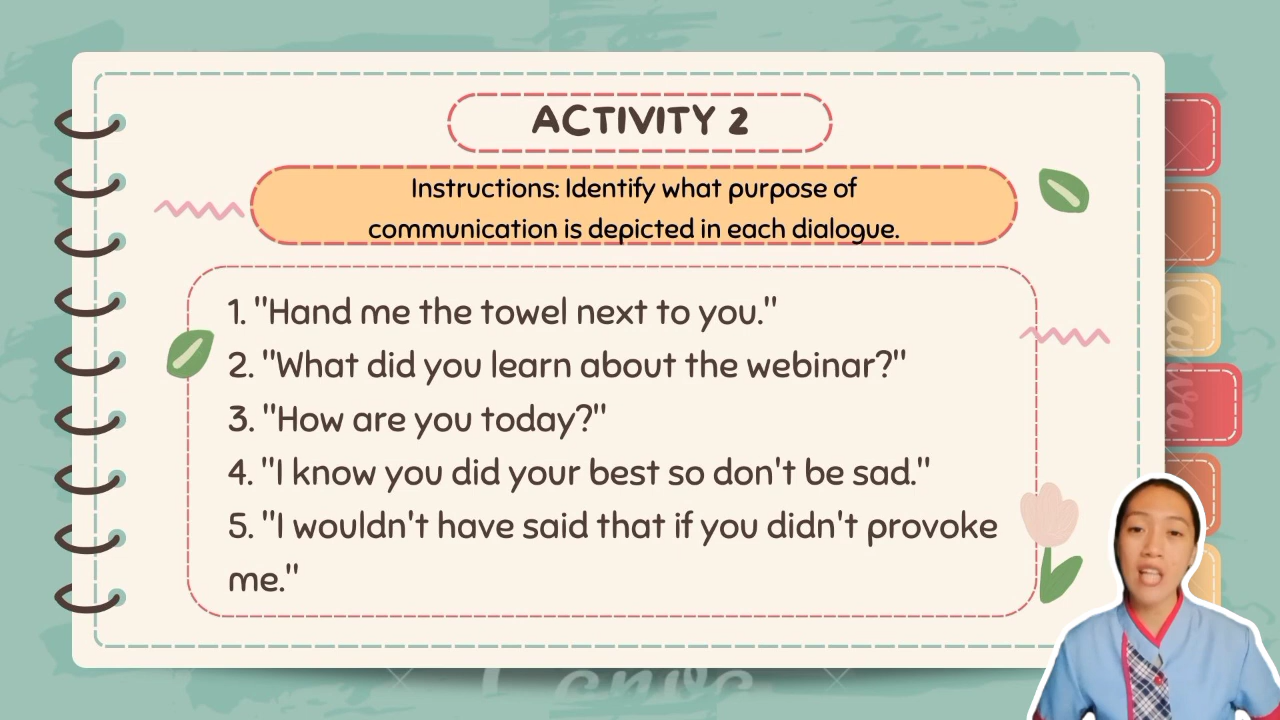 ACTIVITY 2
Instructions: Identify what purpose of
communication is depicted in each dialogue.
1. "Hand me the towel next to you."
2. "What did you learn about the webinar?"
3. "How are you today?"
4. "I know you did your best so don't be sad."
5. "I wouldn't have said that if you didn't provoke
me."
Canva